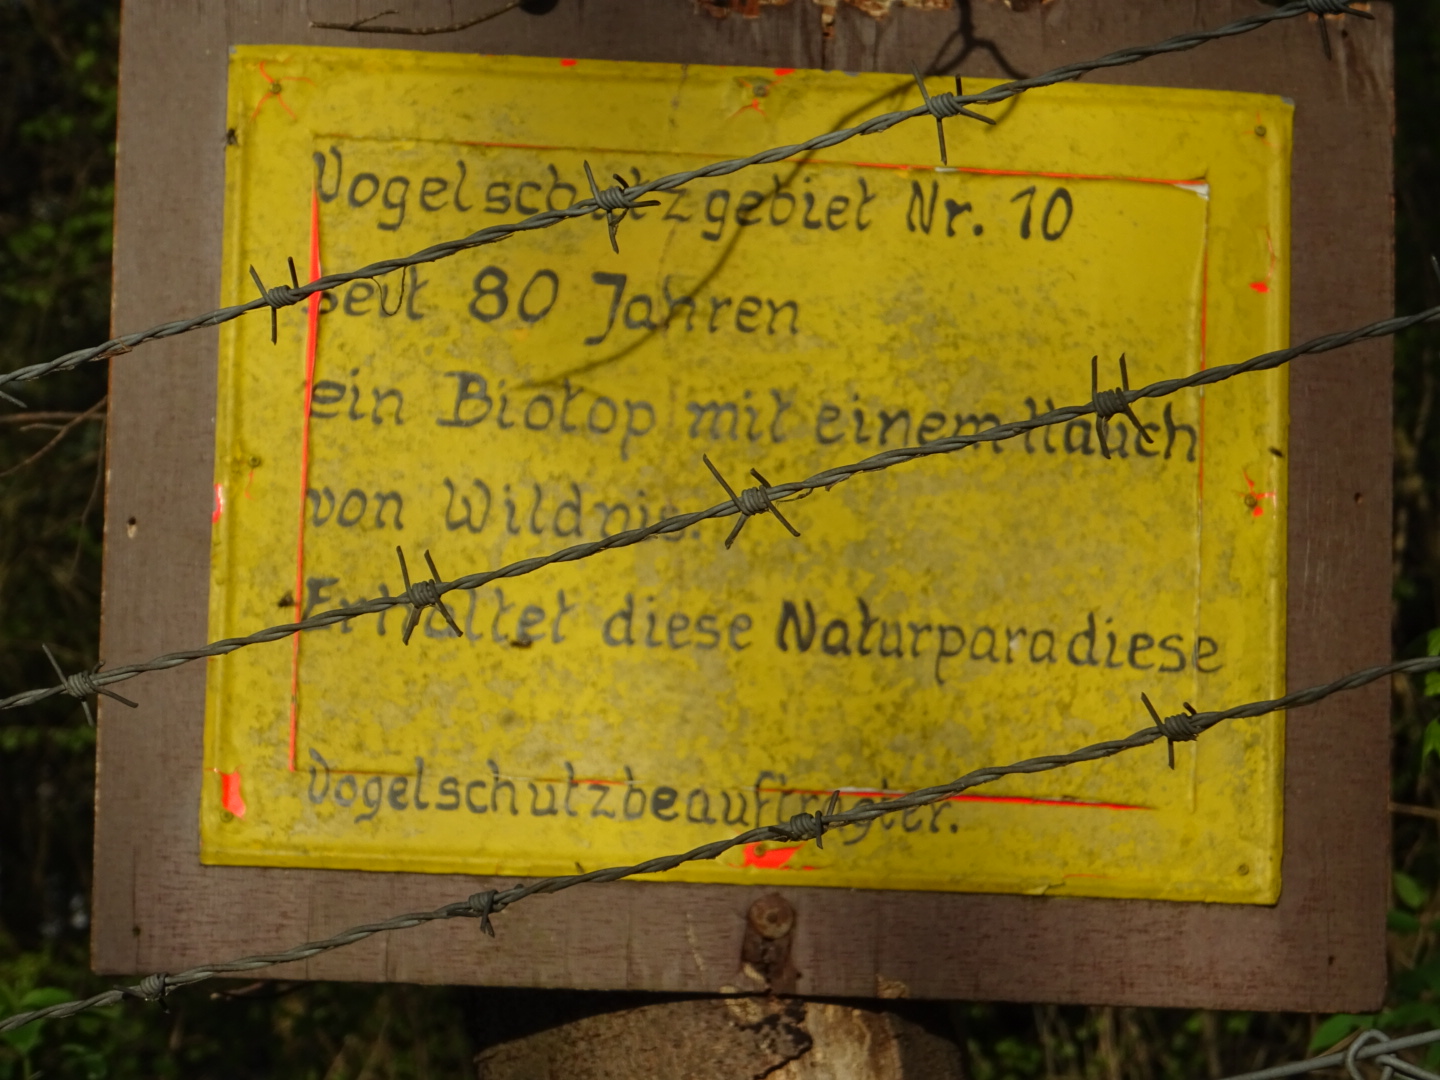 Vogelschutzgebiet Nr. 10
seit 80 Jahren
ein Biotop mit einem Hauch
von Wildnis.
Erhaltet diese Naturparadiese
Vogelschutzbeauftragter.